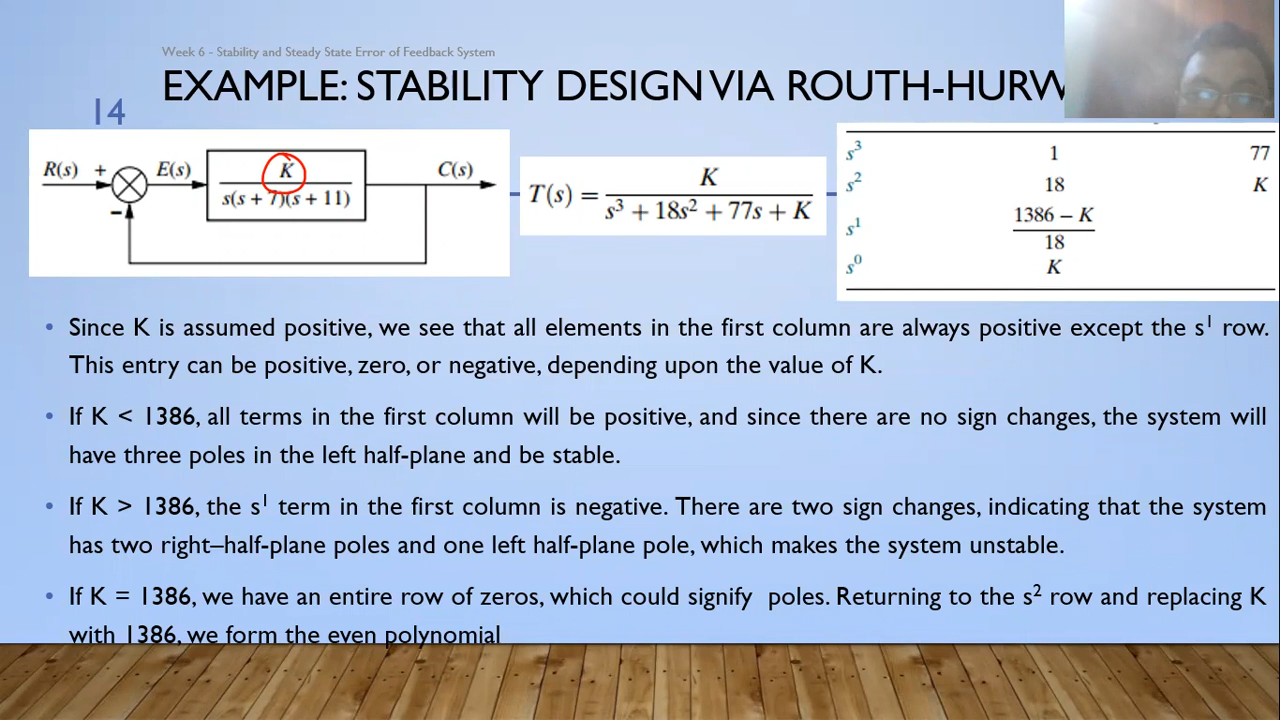 Week 6 - Stability and Steady State Error of Feedback System
EXAMPLE: STABILITY DESIGN VIA ROUTH-HURW
14
R(s) + E(s) K C(s)
s(s + 7)(s + 11)
−
T(s) = K
s³ + 18s² + 77s + K
s³ 1 77
s² 18 K
s¹ 1386 − K
18
s⁰ K
• Since K is assumed positive, we see that all elements in the first column are always positive except the s¹ row.
This entry can be positive, zero, or negative, depending upon the value of K.
• If K < 1386, all terms in the first column will be positive, and since there are no sign changes, the system will
have three poles in the left half-plane and be stable.
• If K > 1386, the s¹ term in the first column is negative. There are two sign changes, indicating that the system
has two right–half-plane poles and one left half-plane pole, which makes the system unstable.
• If K = 1386, we have an entire row of zeros, which could signify poles. Returning to the s² row and replacing K
with 1386, we form the even polynomial